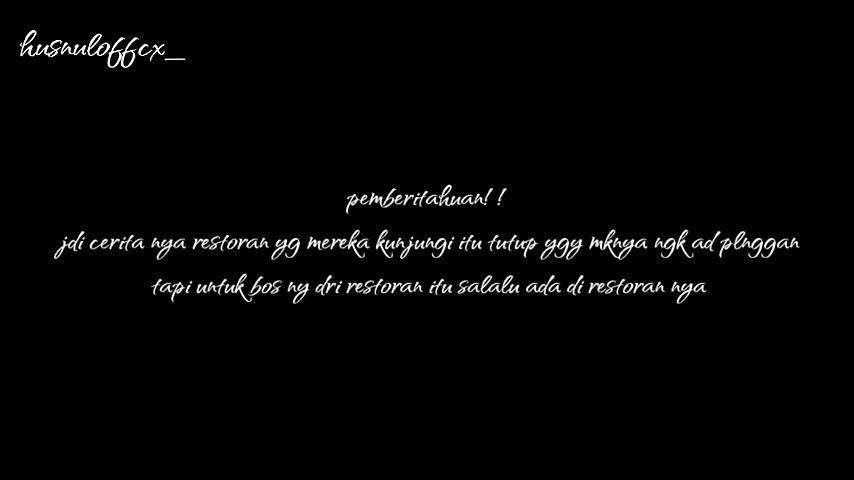 husnuloffcx_
pemberitahuan! !
jdi cerita nya restoran yg mereka kunjungi itu tutup ygy mknya ngk ad plnggan
tapi untuk bos ny dri restoran itu salalu ada di restoran nya